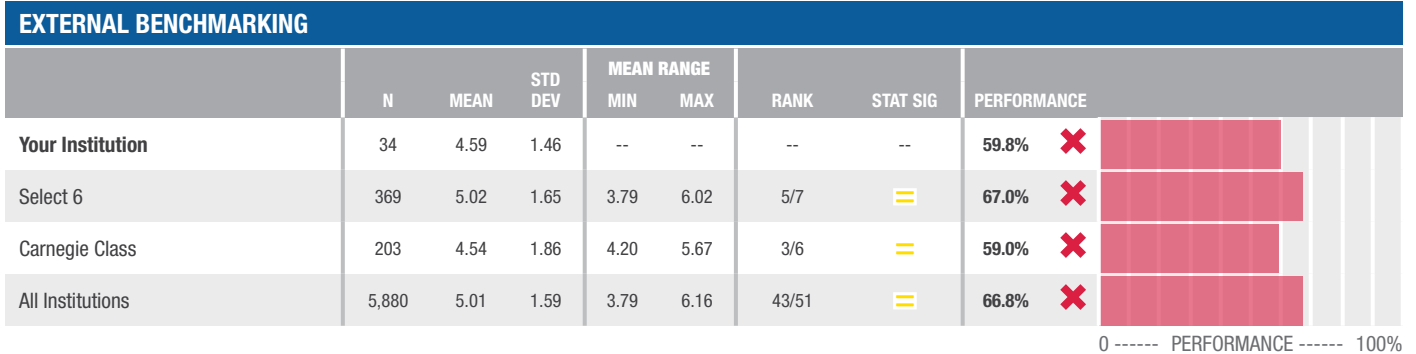 EXTERNAL BENCHMARKING
N MEAN STD DEV MEAN RANGE MIN MAX RANK STAT SIG PERFORMANCE
Your Institution 34 4.59 1.46 -- -- -- -- 59.8%
Select 6 369 5.02 1.65 3.79 6.02 5/7 = 67.0%
Carnegie Class 203 4.54 1.86 4.20 5.67 3/6 = 59.0%
All Institutions 5,880 5.01 1.59 3.79 6.16 43/51 = 66.8%
0 ------ PERFORMANCE ------ 100%